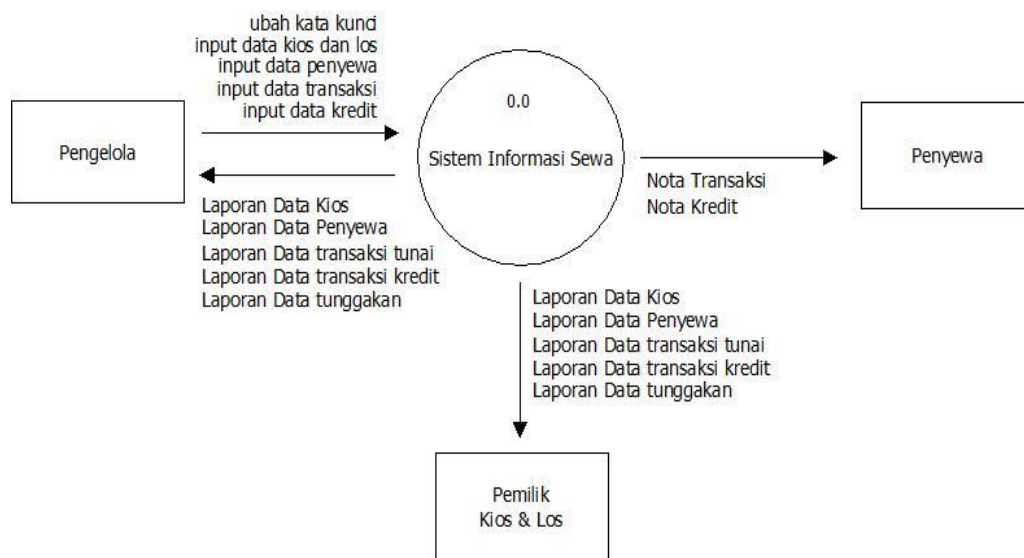 ubah kata kunci
input data kios dan los
input data penyewa
input data transaksi
input data kredit
Pengelola
Laporan Data Kios
Laporan Data Penyewa
Laporan Data transaksi tunai
Laporan Data transaksi kredit
Laporan Data tunggakan
0.0
Sistem Informasi Sewa
Nota Transaksi
Nota Kredit
Penyewa
Laporan Data Kios
Laporan Data Penyewa
Laporan Data transaksi tunai
Laporan Data transaksi kredit
Laporan Data tunggakan
Pemilik
Kios & Los